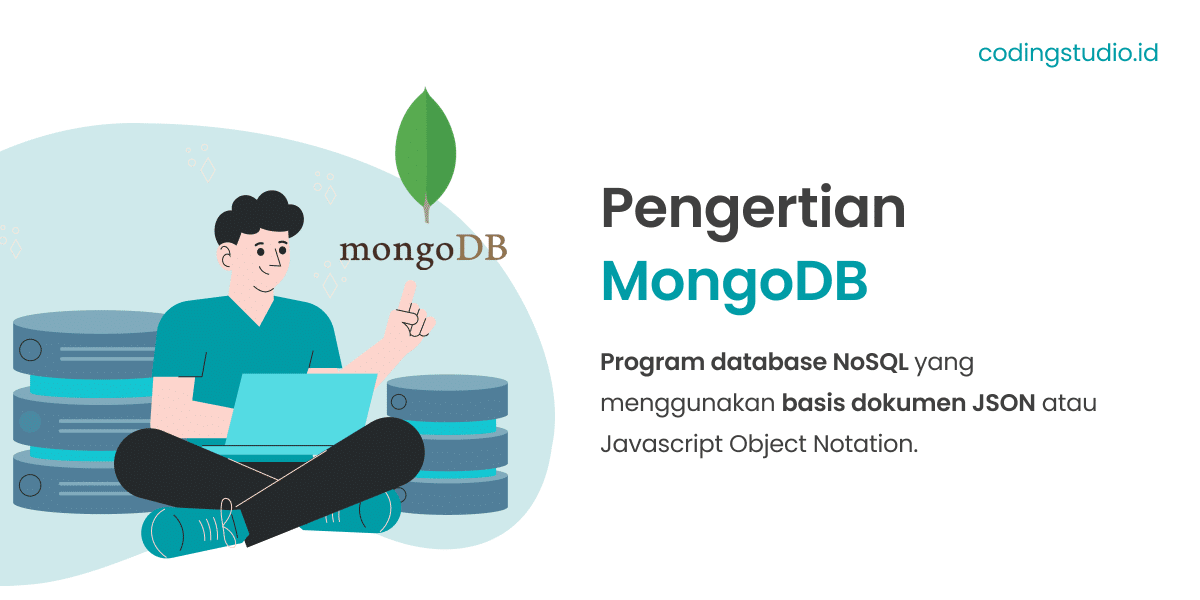 codingstudio.id
mongoDB
Pengertian
MongoDB
Program database NoSQL yang
menggunakan basis dokumen JSON atau
Javascript Object Notation.